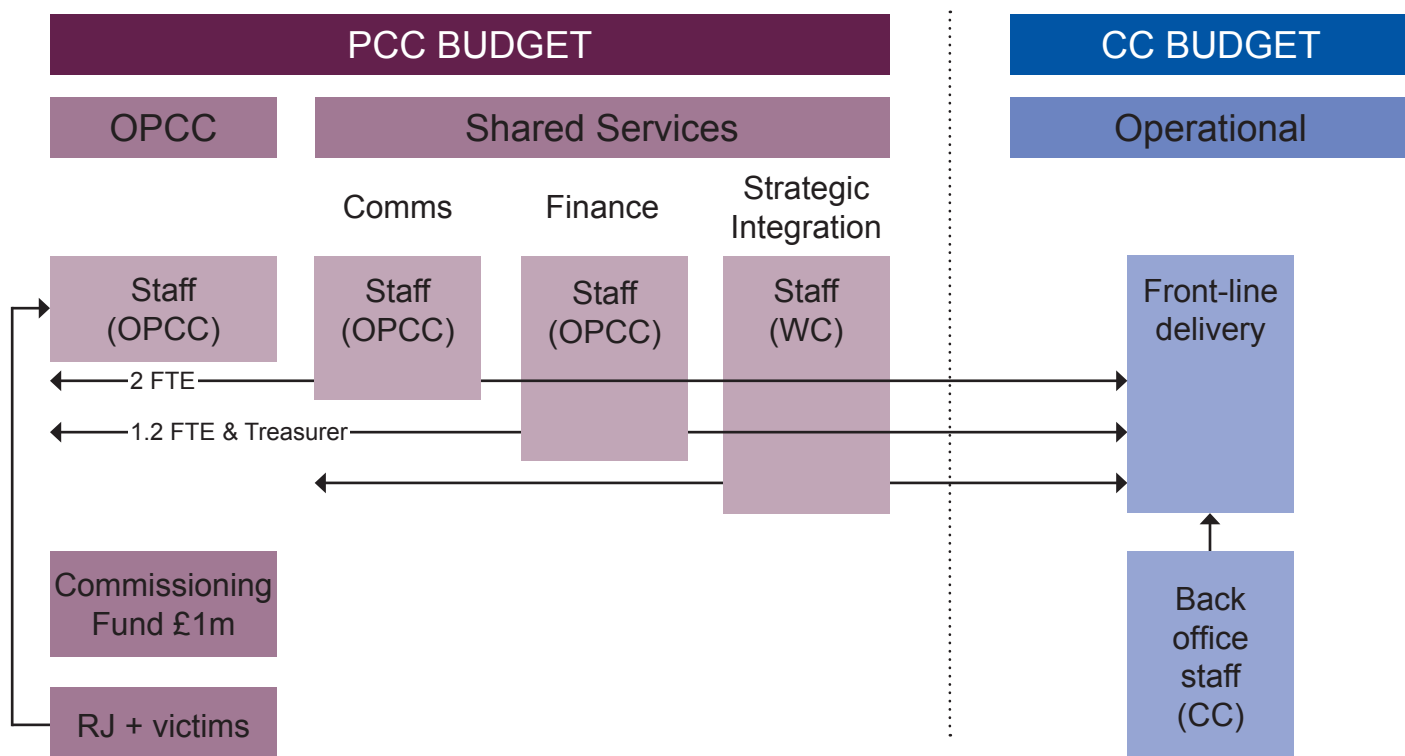 PCC BUDGET
CC BUDGET
OPCC
Shared Services
Operational
Comms
Finance
Strategic
Integration
Staff
(OPCC)
Staff
(OPCC)
Staff
(OPCC)
Staff
(WC)
Front-line
delivery
2 FTE
1.2 FTE & Treasurer
Commissioning
Fund £1m
RJ + victims
Back
office
staff
(CC)